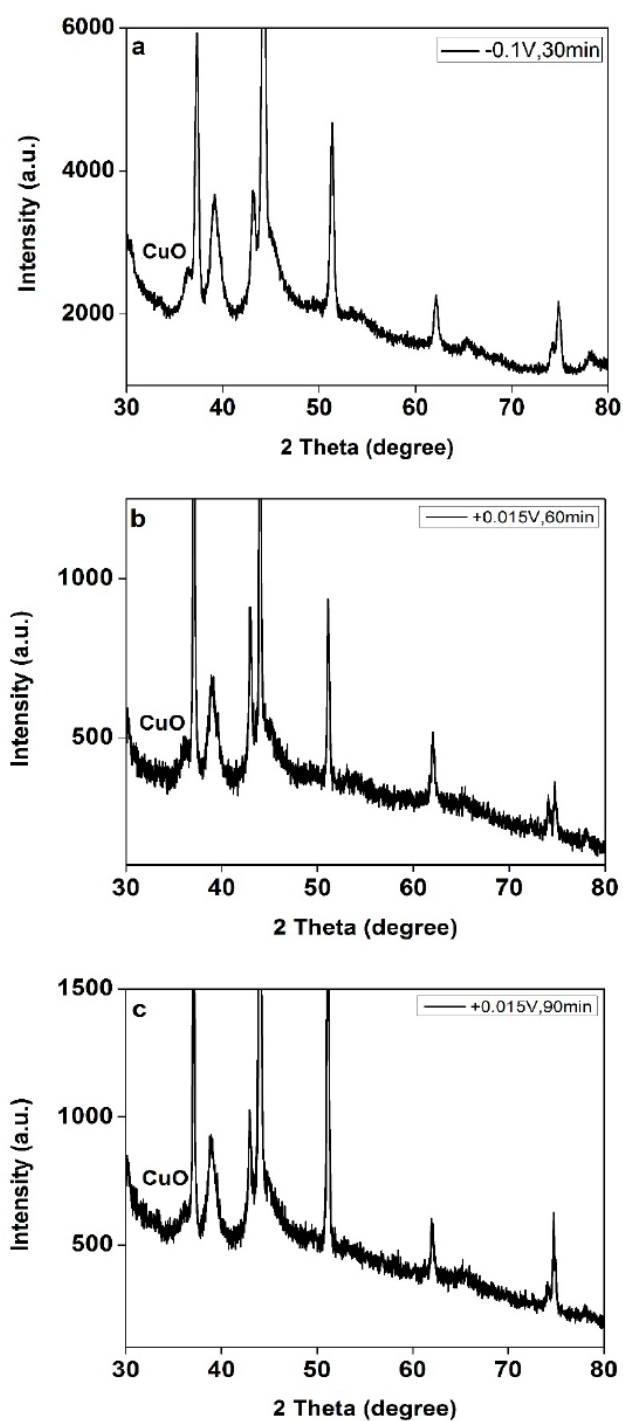 a
-0.1V,30min
6000
4000
2000
Intensity (a.u.)
CuO
30 40 50 60 70 80
2 Theta (degree)
b
+0.015V,60min
1000
500
Intensity (a.u.)
CuO
30 40 50 60 70 80
2 Theta (degree)
c
+0.015V,90min
1500
1000
500
Intensity (a.u.)
CuO
30 40 50 60 70 80
2 Theta (degree)